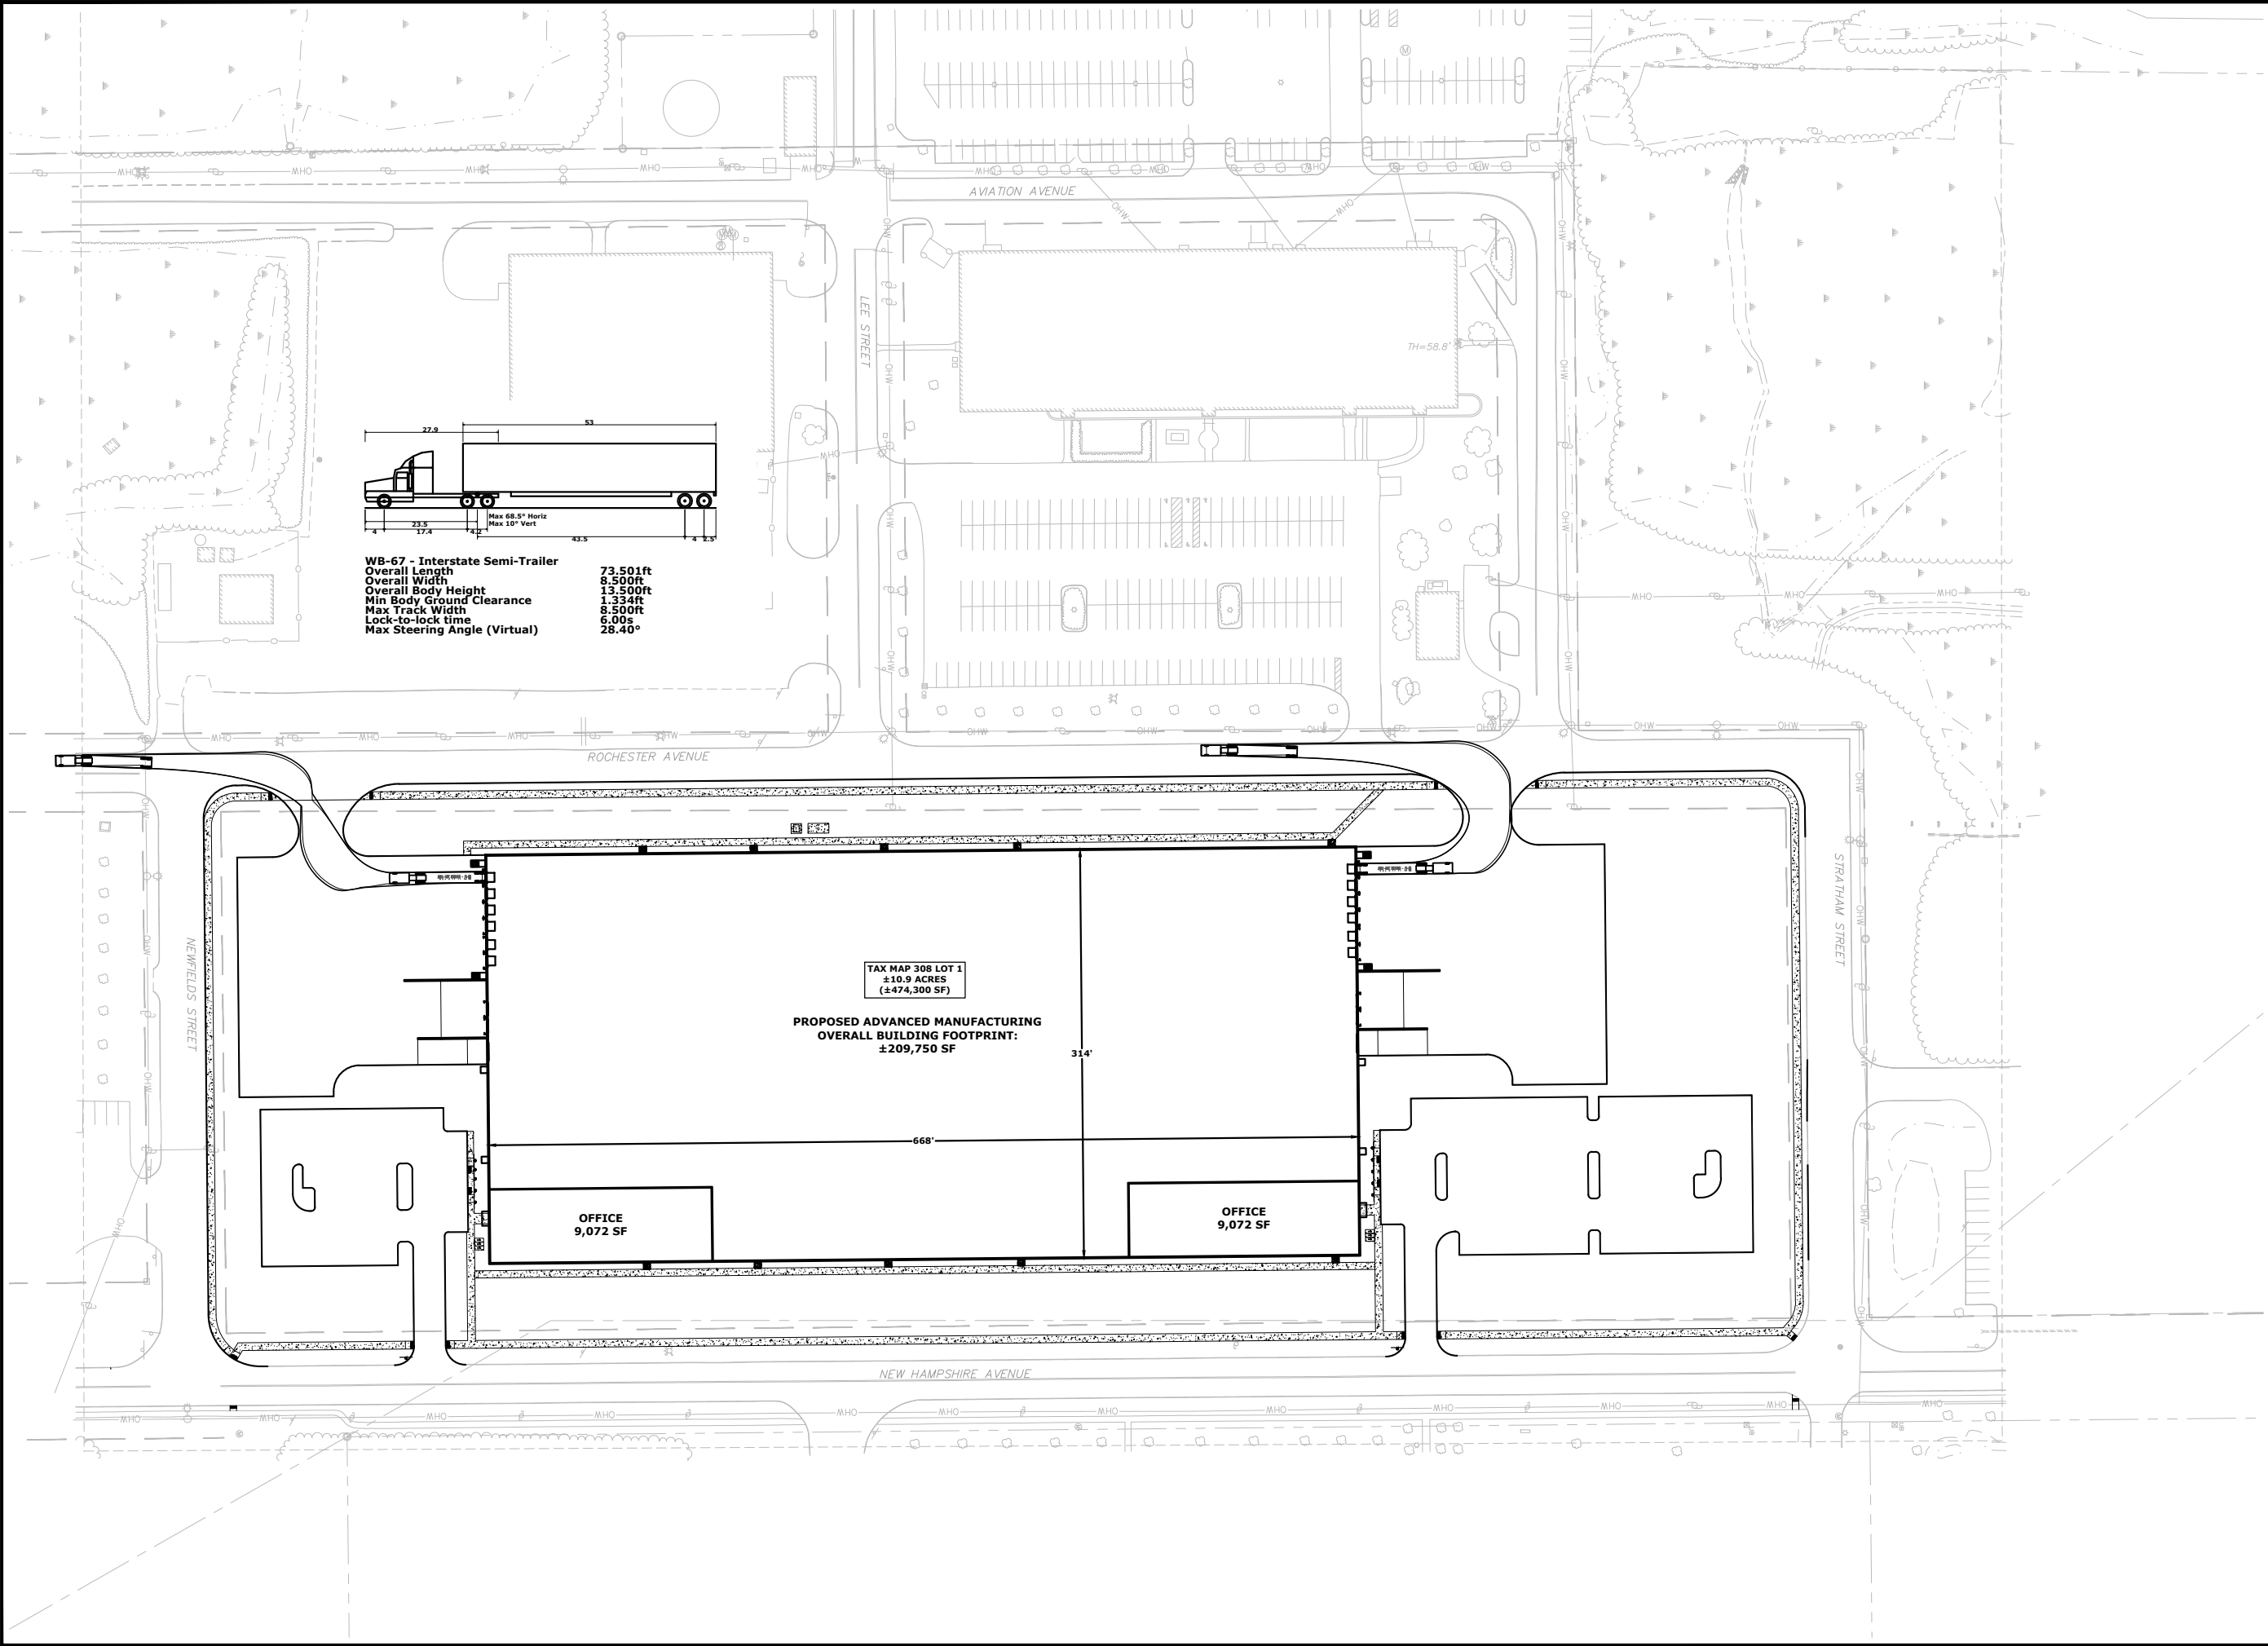 AVIATION AVENUE
LEE STREET
TH=58.8'
27.9
53
23.5
Max 68.5° Horiz
Max 10° Vert
4
17.4
4.2
43.5
4
2.5
WB-67 - Interstate Semi-Trailer
Overall Length 73.501ft
Overall Width 8.500ft
Overall Body Height 13.500ft
Min Body Ground Clearance 1.334ft
Max Track Width 8.500ft
Lock-to-lock time 6.00s
Max Steering Angle (Virtual) 28.40°
OHW
ROCHESTER AVENUE
NEWFIELDS STREET
STRATHAM STREET
TAX MAP 308 LOT 1
±10.9 ACRES
(±474,300 SF)
PROPOSED ADVANCED MANUFACTURING
OVERALL BUILDING FOOTPRINT:
±209,750 SF
314'
668'
OFFICE
9,072 SF
OFFICE
9,072 SF
NEW HAMPSHIRE AVENUE